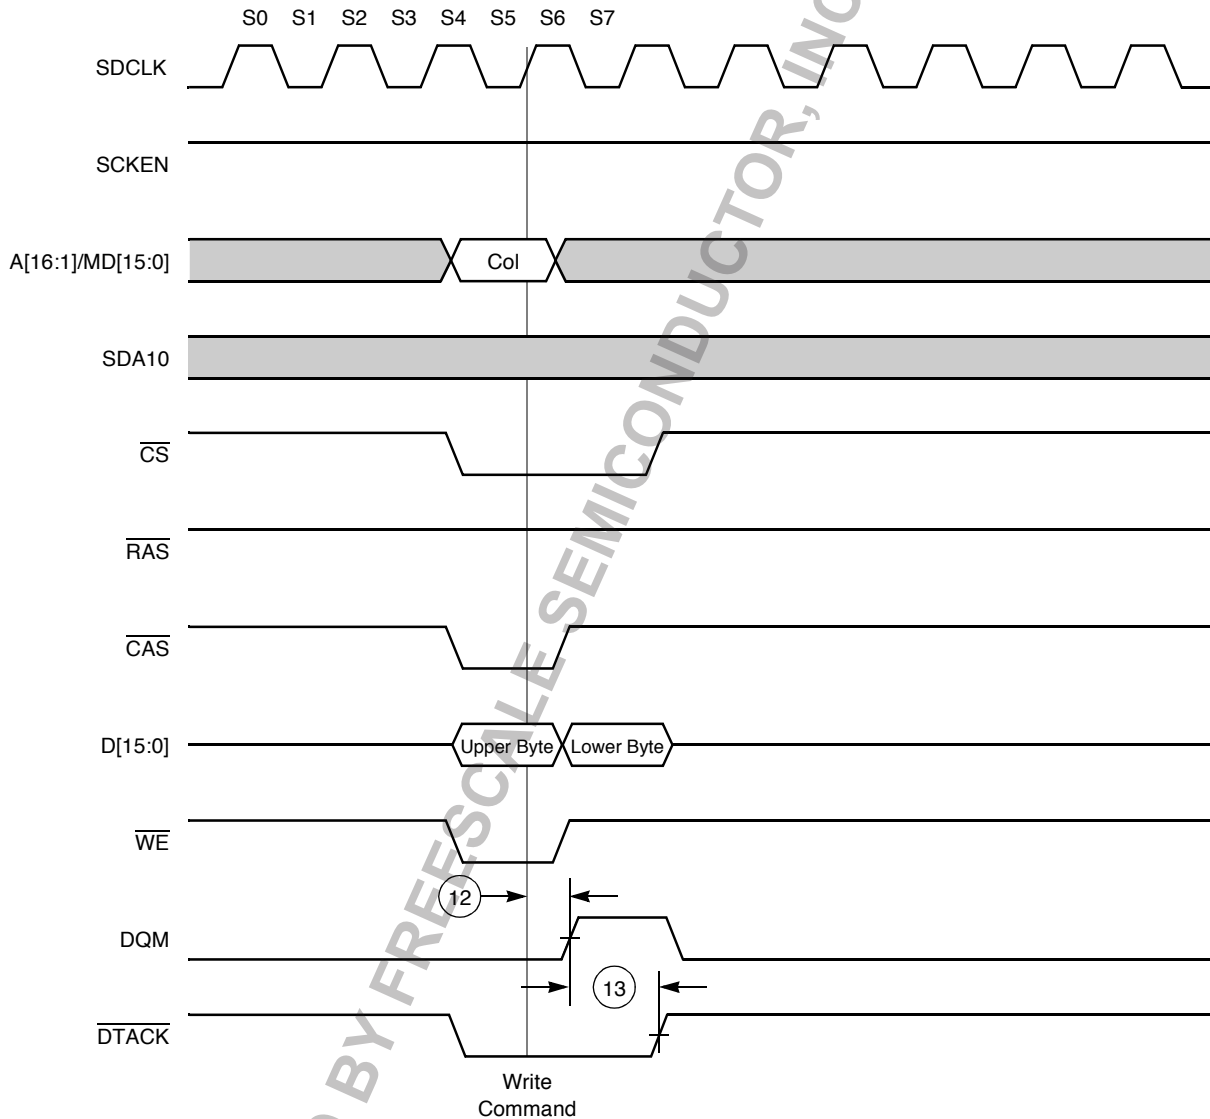 S0 S1 S2 S3 S4 S5 S6 S7
SDCLK
SCKEN
A[16:1]/MD[15:0]
Col
SDA10
CS
RAS
CAS
D[15:0]
Upper Byte
Lower Byte
WE
12
DQM
13
DTACK
Write
Command
BY FREESCALE SEMICONDUCTOR, INC